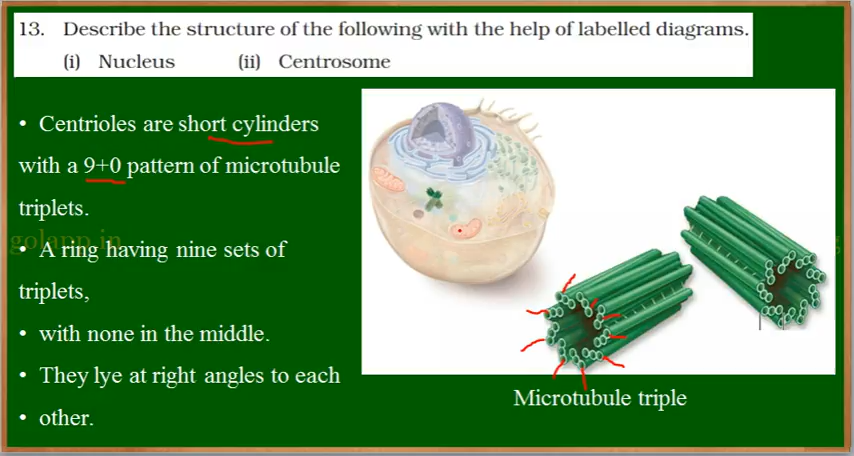 13. Describe the structure of the following with the help of labelled diagrams.
(i) Nucleus (ii) Centrosome
• Centrioles are short cylinders
with a 9+0 pattern of microtubule
triplets.
golapp.in
• A ring having nine sets of
triplets,
• with none in the middle.
• They lye at right angles to each
• other.
Microtubule triple